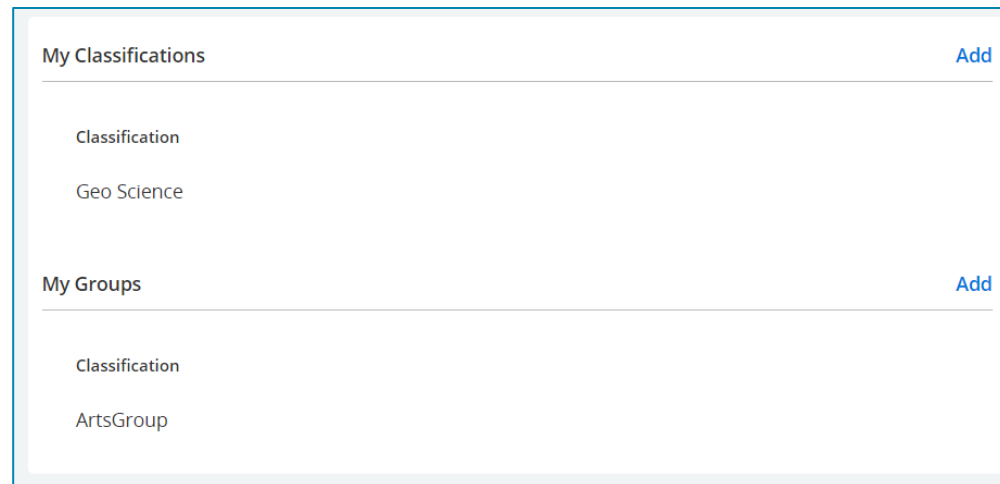 My Classifications Add
Classification
Geo Science
My Groups Add
Classification
ArtsGroup